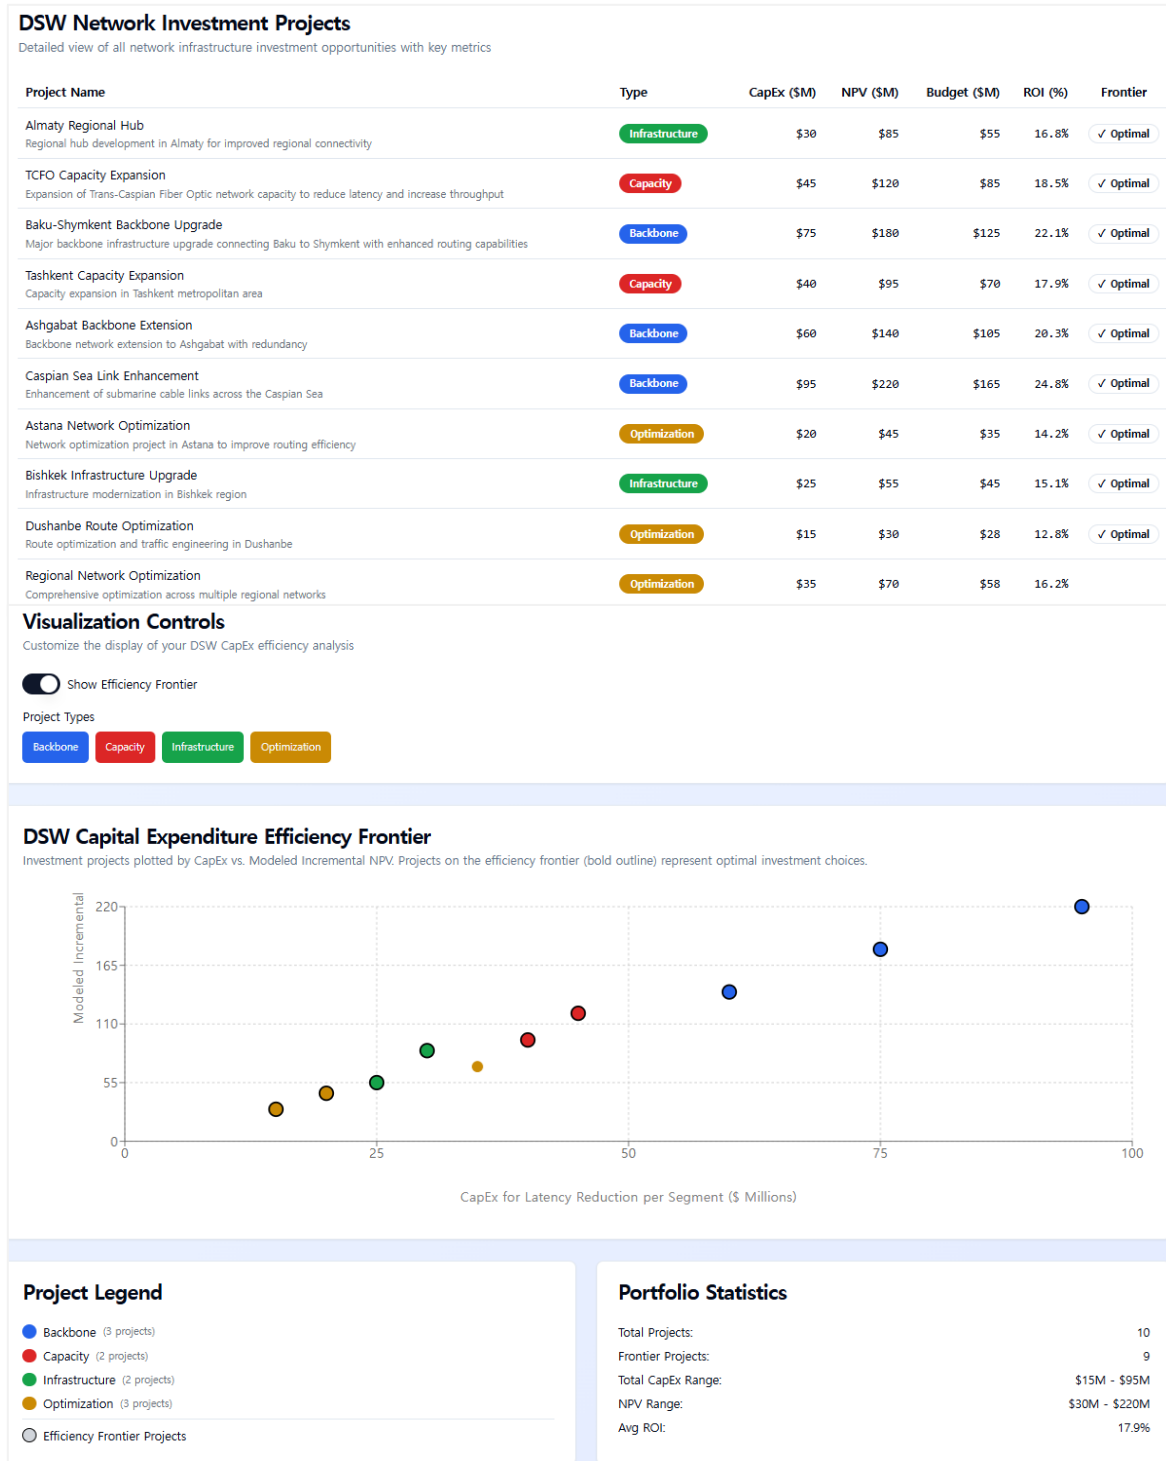 DSW Network Investment Projects
Detailed view of all network infrastructure investment opportunities with key metrics
Project Name Type CapEx ($M) NPV ($M) Budget ($M) ROI (%) Frontier
Almaty Regional Hub
Regional hub development in Almaty for improved regional connectivity
Infrastructure $30 $85 $55 16.8% ✓ Optimal
TCFO Capacity Expansion
Expansion of Trans-Caspian Fiber Optic network capacity to reduce latency and increase throughput
Capacity $45 $120 $85 18.5% ✓ Optimal
Baku-Shymkent Backbone Upgrade
Major backbone infrastructure upgrade connecting Baku to Shymkent with enhanced routing capabilities
Backbone $75 $180 $125 22.1% ✓ Optimal
Tashkent Capacity Expansion
Capacity expansion in Tashkent metropolitan area
Capacity $40 $95 $70 17.9% ✓ Optimal
Ashgabat Backbone Extension
Backbone network extension to Ashgabat with redundancy
Backbone $60 $140 $105 20.3% ✓ Optimal
Caspian Sea Link Enhancement
Enhancement of submarine cable links across the Caspian Sea
Backbone $95 $220 $165 24.8% ✓ Optimal
Astana Network Optimization
Network optimization project in Astana to improve routing efficiency
Optimization $20 $45 $35 14.2% ✓ Optimal
Bishkek Infrastructure Upgrade
Infrastructure modernization in Bishkek region
Infrastructure $25 $55 $45 15.1% ✓ Optimal
Dushanbe Route Optimization
Route optimization and traffic engineering in Dushanbe
Optimization $15 $30 $28 12.8% ✓ Optimal
Regional Network Optimization
Comprehensive optimization across multiple regional networks
Optimization $35 $70 $58 16.2%
Visualization Controls
Customize the display of your DSW CapEx efficiency analysis
Show Efficiency Frontier
Project Types
Backbone Capacity Infrastructure Optimization
DSW Capital Expenditure Efficiency Frontier
Investment projects plotted by CapEx vs. Modeled Incremental NPV. Projects on the efficiency frontier (bold outline) represent optimal investment choices.
Modeled Incremental
220
165
110
55
0
0 25 50 75 100
CapEx for Latency Reduction per Segment ($ Millions)
Project Legend
Backbone (3 projects)
Capacity (2 projects)
Infrastructure (2 projects)
Optimization (3 projects)
Efficiency Frontier Projects
Portfolio Statistics
Total Projects: 10
Frontier Projects: 9
Total CapEx Range: $15M - $95M
NPV Range: $30M - $220M
Avg ROI: 17.9%